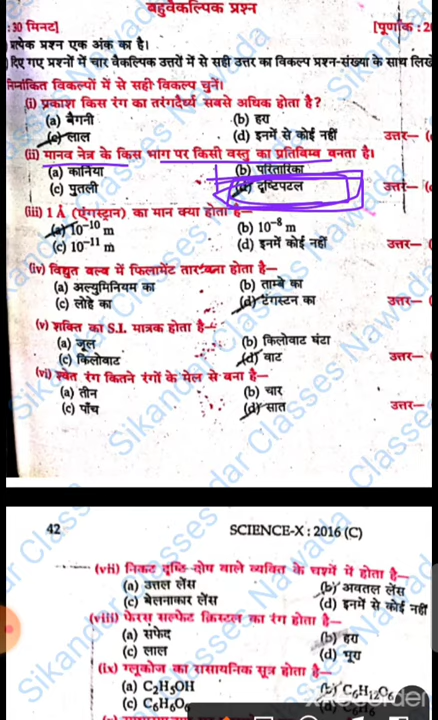 बहुवैकल्पिक प्रश्न
:30 मिनट] [पूर्णांक : 2
प्रत्येक प्रश्न एक अंक का है।
दिए गए प्रश्नों में चार वैकल्पिक उत्तरों में से सही उत्तर का विकल्प प्रश्न-संख्या के साथ लिखें
निम्नांकित विकल्पों में से सही विकल्प चुनें।
(i) प्रकाश किस रंग का तरंगदैर्घ्य सबसे अधिक होता है?
(a) बैगनी (b) हरा
(c) लाल (d) इनमें से कोई नहीं उत्तर— (
(ii) मानव नेत्र के किस भाग पर किसी वस्तु का प्रतिबिम्ब बनता है।
(a) कार्निया (b) परितारिका
(c) पुतली (d) दृष्टिपटल उत्तर— (
(iii) 1 Å (एंगस्ट्रान) का मान क्या होता है—
(a) 10⁻¹⁰ m (b) 10⁻⁸ m
(c) 10⁻¹¹ m (d) इनमें कोई नहीं उत्तर— (
(iv) विद्युत बल्ब में फिलामेंट तार बना होता है—
(a) अल्युमिनियम का (b) ताम्बे का
(c) लोहे का (d) टंगस्टन का उत्तर— (
(v) शक्ति का S.I. मात्रक होता है—
(a) जूल (b) किलोवाट घंटा
(c) किलोवाट (d) वाट उत्तर— (
(vi) स्वेत रंग कितने रंगों के मेल से बना है—
(a) तीन (b) चार
(c) पाँच (d) सात उत्तर—
42 SCIENCE-X : 2016 (C)
(vii) निकट दृष्टि-दोष वाले व्यक्ति के चश्में में होता है—
(a) उत्तल लेंस (b) अवतल लेंस
(c) बेलनाकार लेंस (d) इनमें से कोई नहीं
(viii) फेरस सल्फेट क्रिस्टल का रंग होता है—
(a) सफेद (b) हरा
(c) लाल (d) भूरा
(ix) ग्लूकोज का रासायनिक सूत्र होता है—
(a) C₂H₅OH (b) C₆H₁₂O₆
(c) C₆H₆O₆ (d) C₆H₆
Sikandar Classes Nawada